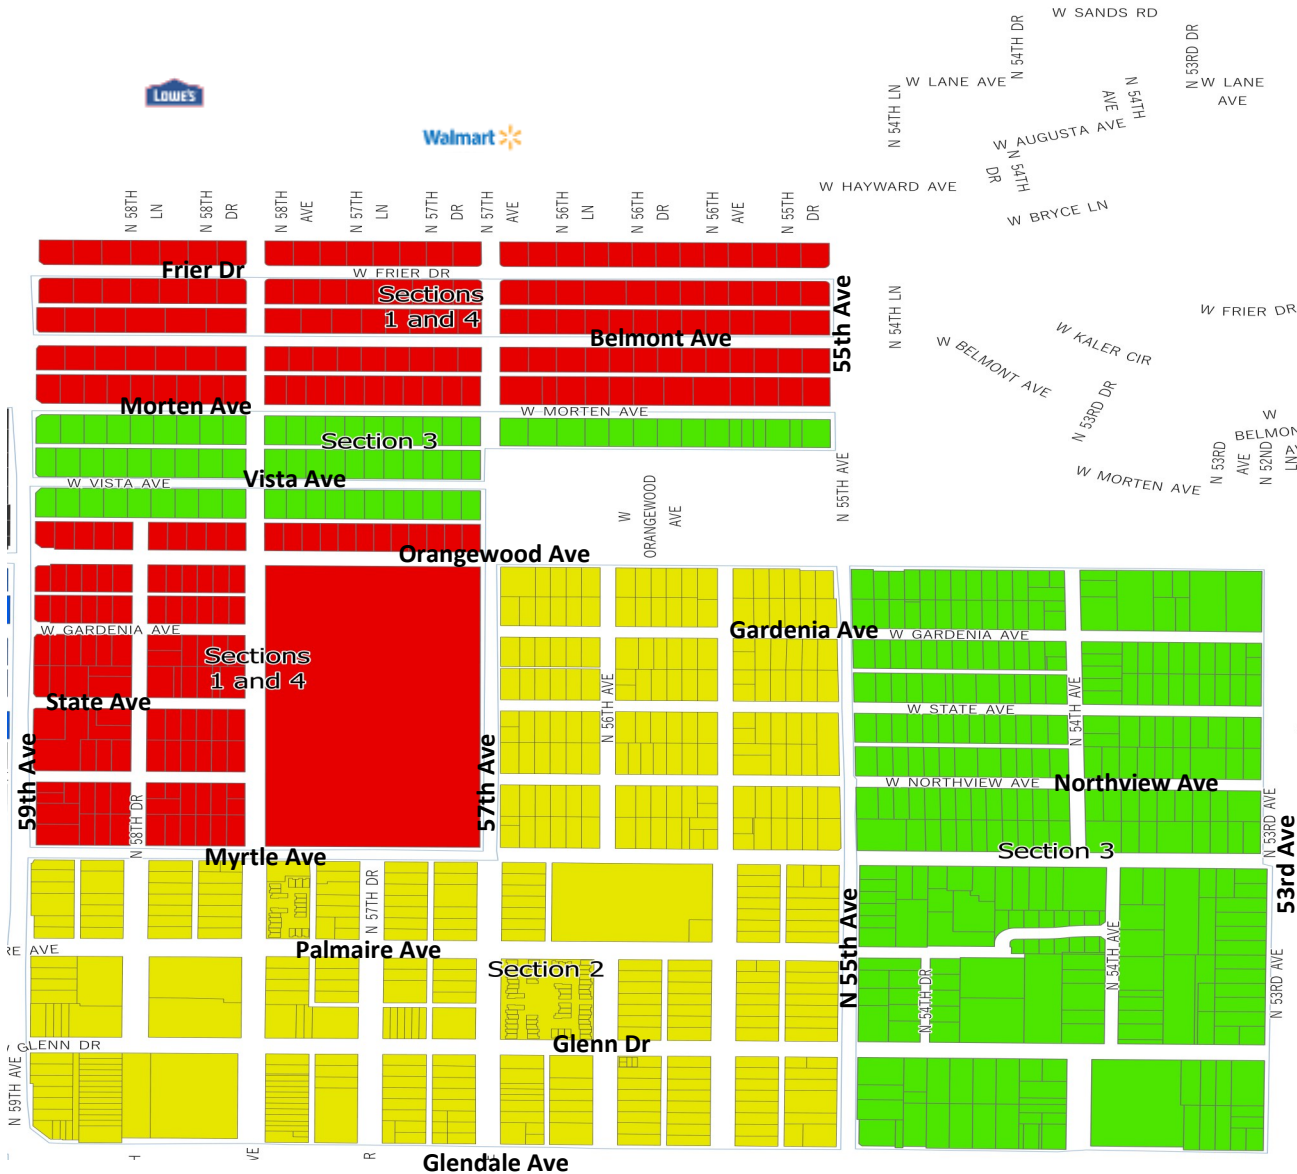 W SANDS RD
N 54TH DR
N 53RD DR
LOWE'S
W LANE AVE
W LANE
AVE
N 54TH LN
N 54TH
AVE
Walmart
W AUGUSTA AVE
N 54TH
DR
W HAYWARD AVE
W BRYCE LN
N 58TH
LN
N 58TH
DR
N 58TH
AVE
N 57TH
LN
N 57TH
DR
N 57TH
AVE
N 56TH
LN
N 56TH
DR
N 56TH
AVE
N 55TH
DR
Frier Dr
W FRIER DR
Sections
1 and 4
Belmont Ave
55th Ave
N 54TH LN
W FRIER DR
W KALER CIR
W BELMONT AVE
N 53RD DR
Morten Ave
W MORTEN AVE
Section 3
W
BELMON
N 53RD
AVE
N 52ND
LN
W MORTEN AVE
Vista Ave
W VISTA AVE
N 55TH AVE
W
ORANGEWOOD
AVE
Orangewood Ave
W GARDENIA AVE
Gardenia Ave
W GARDENIA AVE
Sections
1 and 4
State Ave
N 56TH AVE
N 54TH AVE
W STATE AVE
59th Ave
57th Ave
W NORTHVIEW AVE
Northview Ave
N 58TH DR
N 53RD AVE
53rd Ave
Myrtle Ave
Section 3
N 57TH DR
Palmaire Ave
RE AVE
N 55th Ave
N 54TH AVE
Section 2
N 54TH DR
N 53RD AVE
Glenn Dr
GLENN DR
N 59TH AVE
Glendale Ave